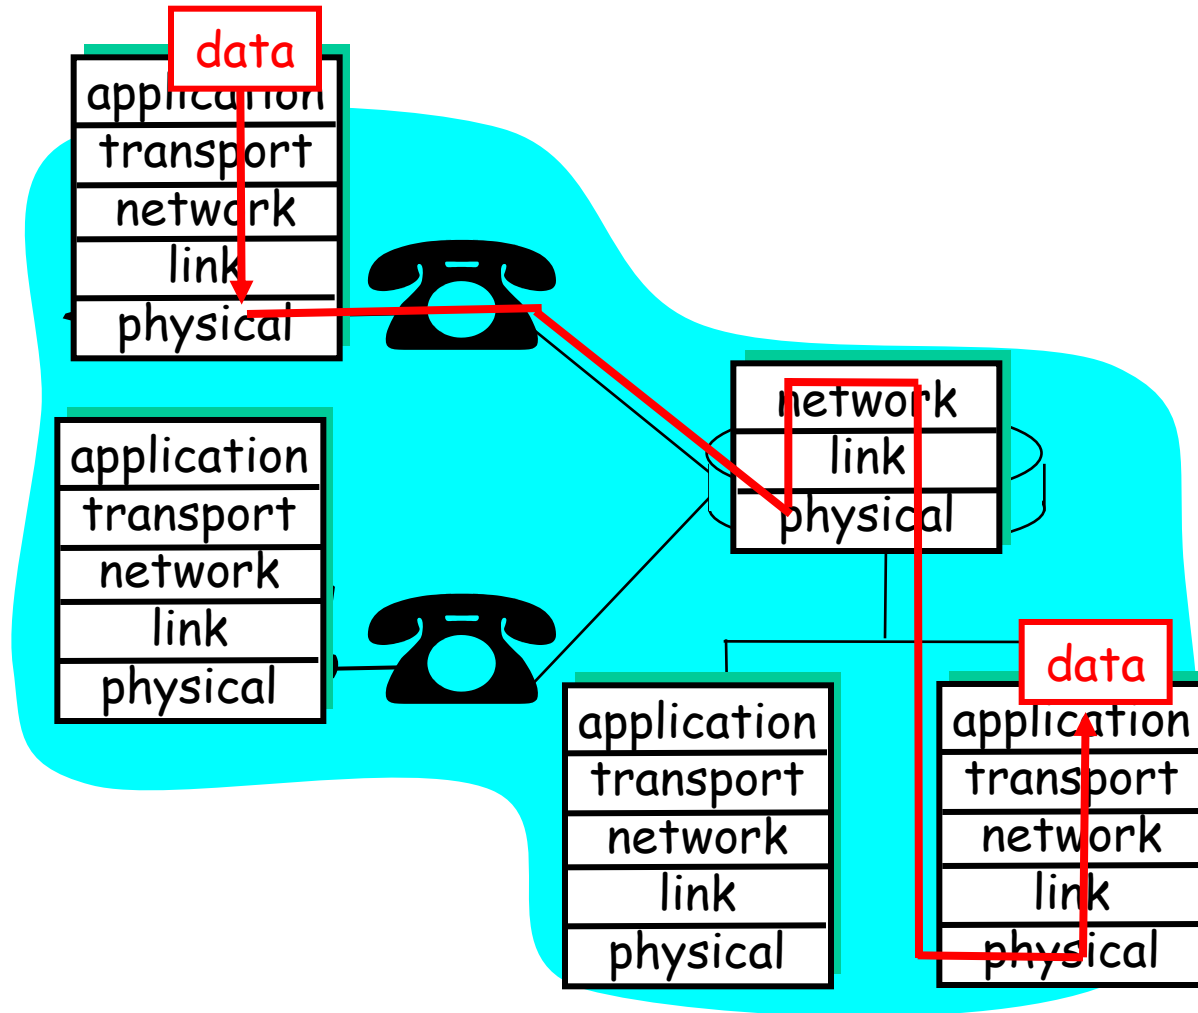 data
application
transport
network
link
physical
application
transport
network
link
physical
network
link
physical
application
transport
network
link
physical
data
application
transport
network
link
physical